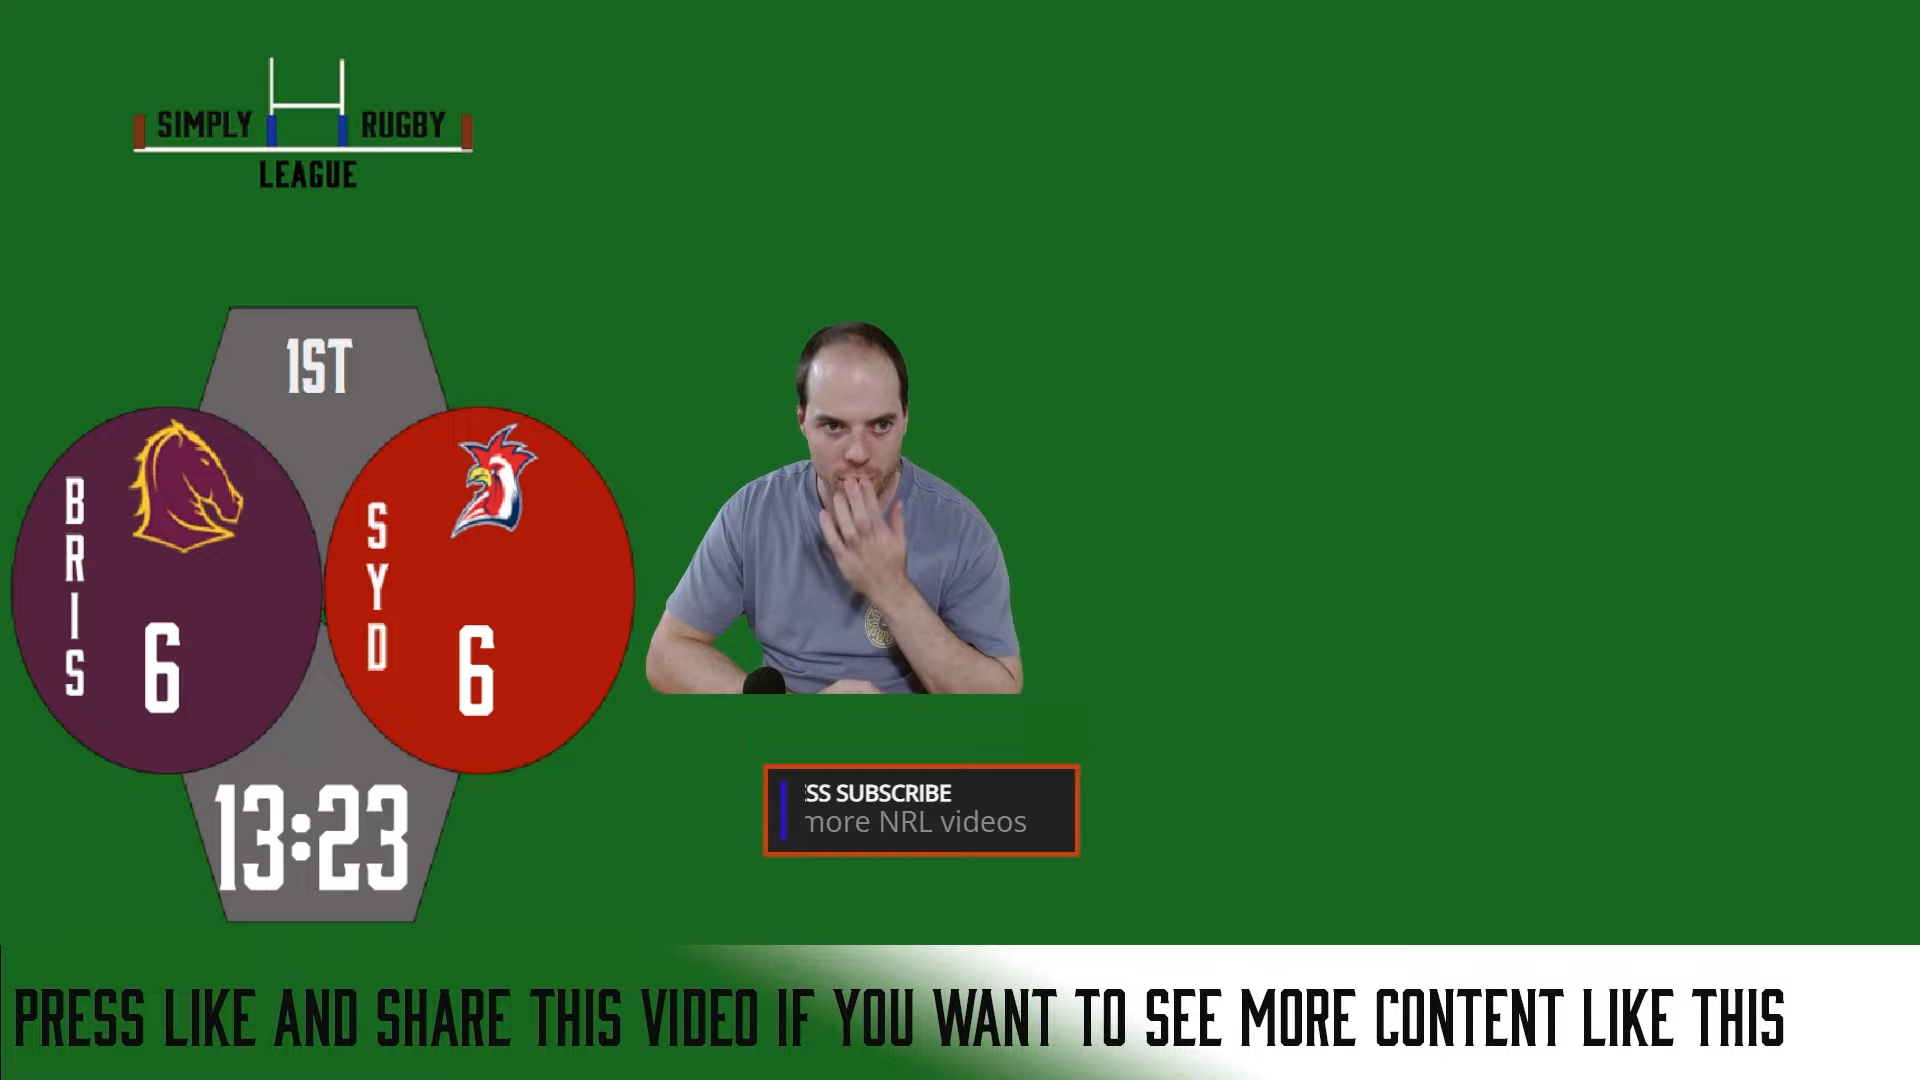 SIMPLY RUGBY
LEAGUE
1ST
BRIS
6
SYD
6
13:23
SS SUBSCRIBE
more NRL videos
PRESS LIKE AND SHARE THIS VIDEO IF YOU WANT TO SEE MORE CONTENT LIKE THIS